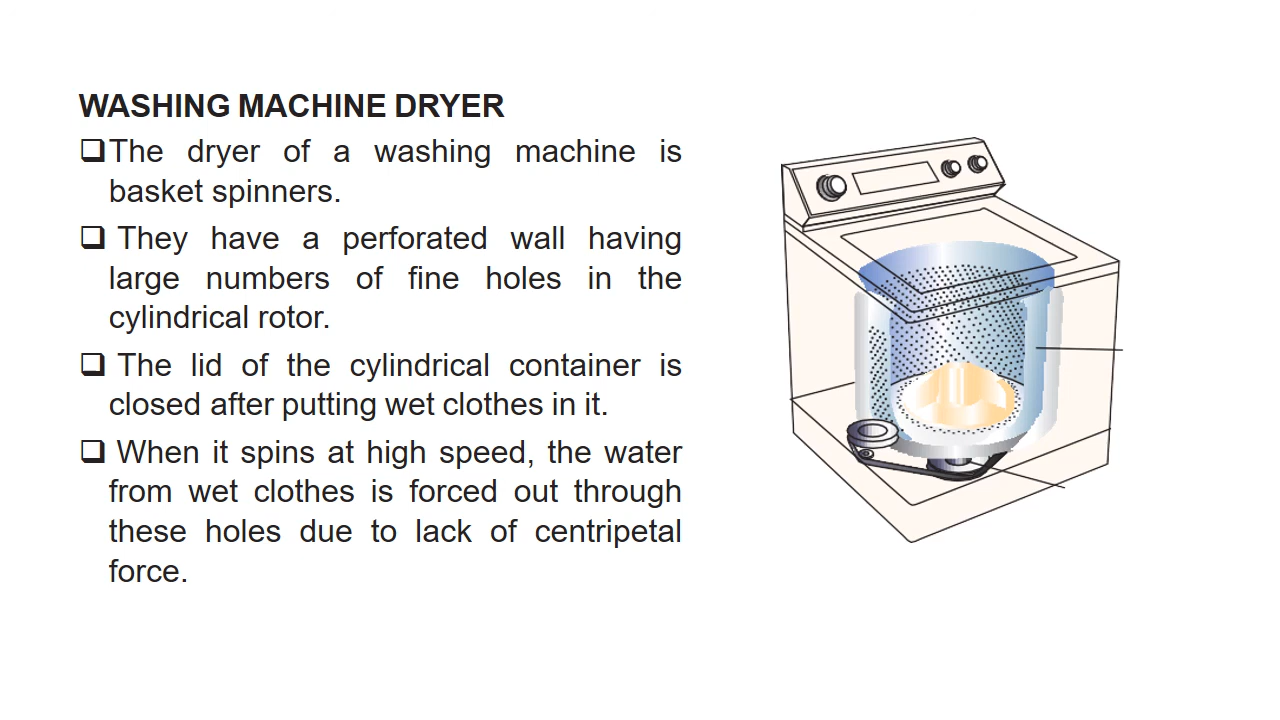 WASHING MACHINE DRYER
❑The dryer of a washing machine is
basket spinners.
❑ They have a perforated wall having
large numbers of fine holes in the
cylindrical rotor.
❑ The lid of the cylindrical container is
closed after putting wet clothes in it.
❑ When it spins at high speed, the water
from wet clothes is forced out through
these holes due to lack of centripetal
force.